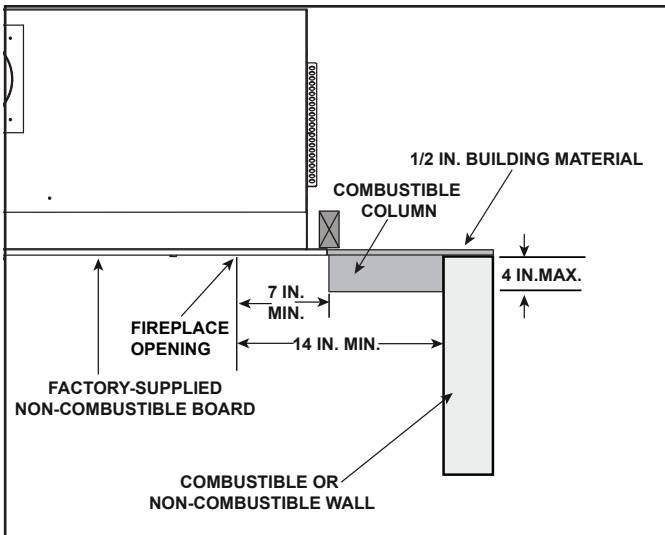 1/2 IN. BUILDING MATERIAL
COMBUSTIBLE
COLUMN
4 IN.MAX.
7 IN.
MIN.
FIREPLACE
OPENING
14 IN. MIN.
FACTORY-SUPPLIED
NON-COMBUSTIBLE BOARD
COMBUSTIBLE OR
NON-COMBUSTIBLE WALL